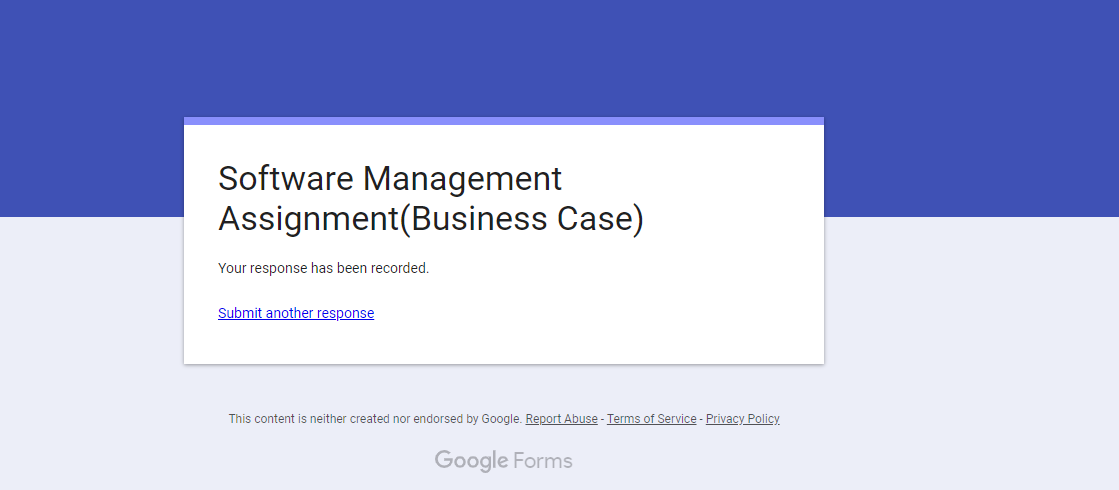 Software Management
Assignment(Business Case)
Your response has been recorded.
Submit another response
This content is neither created nor endorsed by Google. Report Abuse - Terms of Service - Privacy Policy
Google Forms